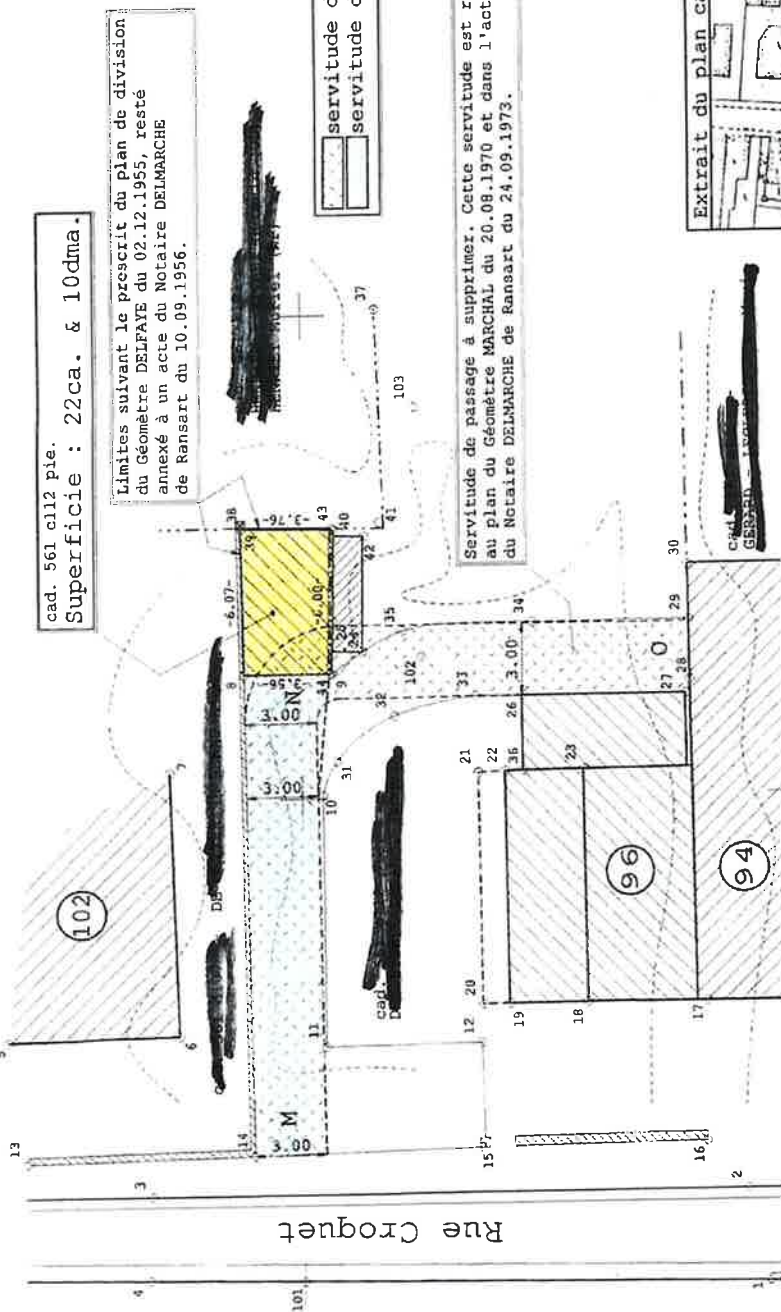 cad. 561 c112 pie.
Superficie : 22ca. & 10dma.
Limites suivant le prescrit du plan de division
du Géomètre DELFAYE du 02.12.1955, resté
annexé à un acte du Notaire DELMARCHE
de Ransart du 10.09.1956.
servitude
servitude
Servitude de passage à supprimer. Cette servitude est
au plan du Géomètre MARCHAL du 20.08.1970 et dans l'act
du Notaire DELMARCHE de Ransart du 24.09.1973.
Extrait du plan ca
13
6
7
102
DE
14
M
3.00
11
3.00
10
31
3.00
N
8
-6.07-
38
39
-3.76-
43
40
-3.56-
-6.00-
9
42
41
37
103
35
34
102
33
32
3.00
26
27
28
29
30
O
cad.
12
20
21
22
36
23
19
18
17
96
94
15
16
cad.
GERARD
Rue Croquet
4
3
2
1
101